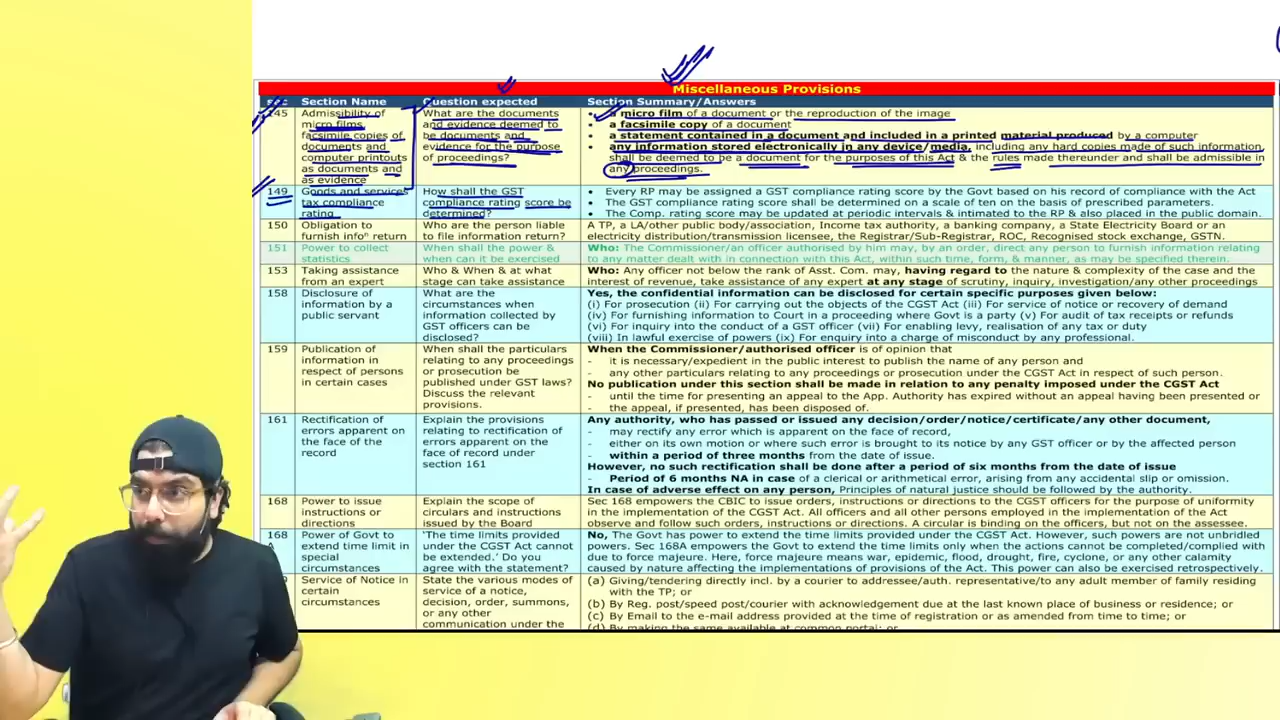 Miscellaneous Provisions
sec Section Name Question expected Section Summary/Answers
145 Admissibility of
micro films
facsimile copies of
documents and
computer printouts
as documents and
as evidence
What are the documents
and evidence deemed to
be documents and
evidence for the purpose
of proceedings?
• a micro film of a document or the reproduction of the image
• a facsimile copy of a document
• a statement contained in a document and included in a printed material produced by a computer
• any information stored electronically in any device/media, including any hard copies made of such information,
shall be deemed to be a document for the purposes of this Act & the rules made thereunder and shall be admissible in
any proceedings.
149 Goods and services
tax compliance
rating
How shall the GST
compliance rating score be
determined?
• Every RP may be assigned a GST compliance rating score by the Govt based on his record of compliance with the Act
• The GST compliance rating score shall be determined on a scale of ten on the basis of prescribed parameters.
• The Comp. rating score may be updated at periodic intervals & intimated to the RP & also placed in the public domain.
150 Obligation to
furnish infoⁿ return
Who are the person liable
to file information return?
A TP, a LA/other public body/association, Income tax authority, a banking company, a State Electricity Board or an
electricity distribution/transmission licensee, the Registrar/Sub-Registrar, ROC, Recognised stock exchange, GSTN.
151 Power to collect
statistics
When shall the power &
when can it be exercised
Who: The Commissioner/an officer authorised by him may, by an order, direct any person to furnish information relating
to any matter dealt with in connection with this Act, within such time, form, & manner, as may be specified therein.
153 Taking assistance
from an expert
Who & When & at what
stage can take assistance
Who: Any officer not below the rank of Asst. Com. may, having regard to the nature & complexity of the case and the
interest of revenue, take assistance of any expert at any stage of scrutiny, inquiry, investigation/any other proceedings
158 Disclosure of
information by a
public servant
What are the
circumstances when
information collected by
GST officers can be
disclosed?
Yes, the confidential information can be disclosed for certain specific purposes given below:
(i) For prosecution (ii) For carrying out the objects of the CGST Act (iii) For service of notice or recovery of demand
(iv) For furnishing information to Court in a proceeding where Govt is a party (v) For audit of tax receipts or refunds
(vi) For inquiry into the conduct of a GST officer (vii) For enabling levy, realisation of any tax or duty
(viii) In lawful exercise of powers (ix) For enquiry into a charge of misconduct by any professional.
159 Publication of
information in
respect of persons
in certain cases
When shall the particulars
relating to any proceedings
or prosecution be
published under GST laws?
Discuss the relevant
provisions.
When the Commissioner/authorised officer is of opinion that
- it is necessary/expedient in the public interest to publish the name of any person and
- any other particulars relating to any proceedings or prosecution under the CGST Act in respect of such person.
No publication under this section shall be made in relation to any penalty imposed under the CGST Act
- until the time for presenting an appeal to the App. Authority has expired without an appeal having been presented or
- the appeal, if presented, has been disposed of.
161 Rectification of
errors apparent on
the face of the
record
Explain the provisions
relating to rectification of
errors apparent on the
face of record under
section 161
Any authority, who has passed or issued any decision/order/notice/certificate/any other document,
- may rectify any error which is apparent on the face of record,
- either on its own motion or where such error is brought to its notice by any GST officer or by the affected person
- within a period of three months from the date of issue.
However, no such rectification shall be done after a period of six months from the date of issue
- Period of 6 months NA in case of a clerical or arithmetical error, arising from any accidental slip or omission.
In case of adverse effect on any person, Principles of natural justice should be followed by the authority.
168 Power to issue
instructions or
directions
Explain the scope of
circulars and instructions
issued by the Board
Sec 168 empowers the CBIC to issue orders, instructions or directions to the CGST officers for the purpose of uniformity
in the implementation of the CGST Act. All officers and all other persons employed in the implementation of the Act
observe and follow such orders, instructions or directions. A circular is binding on the officers, but not on the assessee.
168 Power of Govt to
A extend time limit in
special
circumstances
'The time limits provided
under the CGST Act cannot
be extended.' Do you
agree with the statement?
No, The Govt has power to extend the time limits provided under the CGST Act. However, such powers are not unbridled
powers. Sec 168A empowers the Govt to extend the time limits only when the actions cannot be completed/complied with
due to force majeure. Here, force majeure means war, epidemic, flood, drought, fire, cyclone, or any other calamity
caused by nature affecting the implementations of provisions of the Act. This power can also be exercised retrospectively.
Service of Notice in
certain
circumstances
State the various modes of
service of a notice,
decision, order, summons,
or any other
communication under the
(a) Giving/tendering directly incl. by a courier to addressee/auth. representative/to any adult member of family residing
with the TP; or
(b) By Reg. post/speed post/courier with acknowledgement due at the last known place of business or residence; or
(c) By Email to the e-mail address provided at the time of registration or as amended from time to time; or
(d) By making the same available at common portal; or